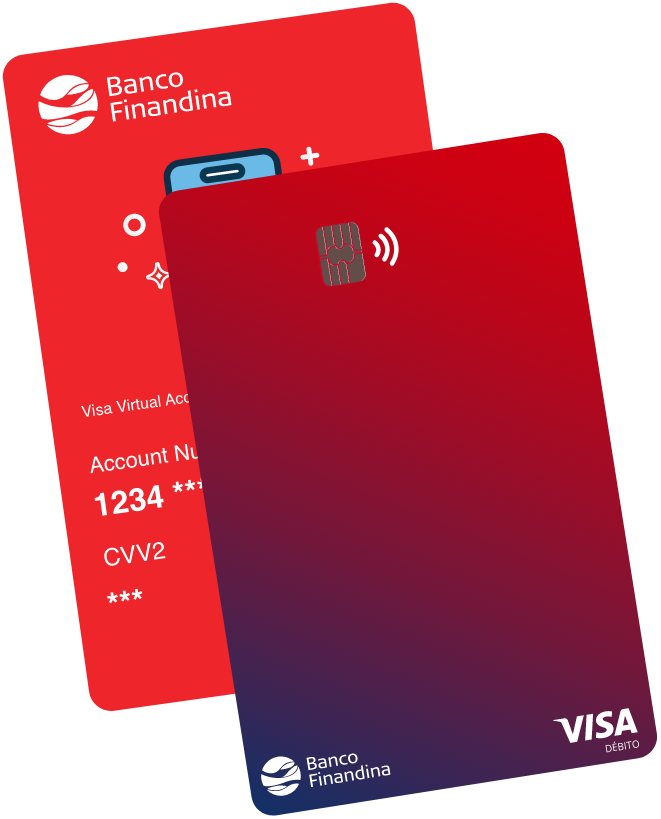 Banco
Finandina
Visa Virtual Acc
Account Nu
1234 ***
CVV2
***
VISA
DÉBITO
Banco
Finandina